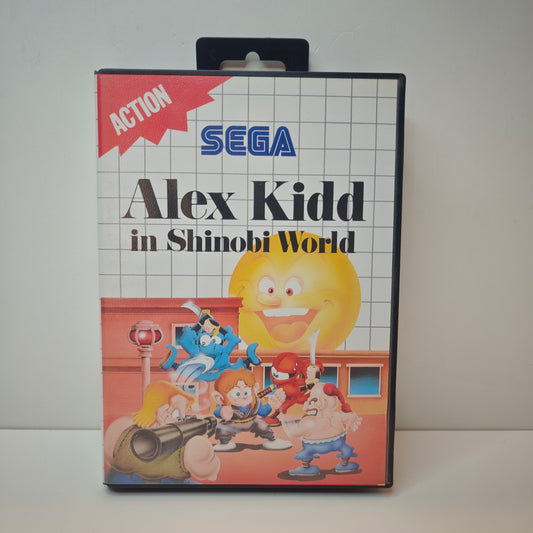 ACTION
SEGA
Alex Kidd
in Shinobi World